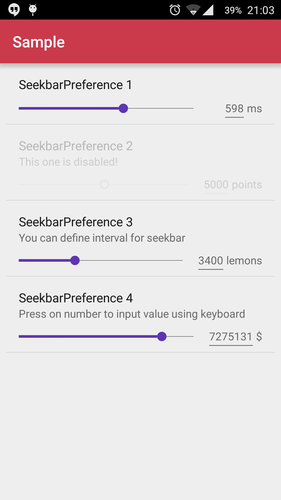 39% 21:03
Sample
SeekbarPreference 1
598 ms
SeekbarPreference 2
This one is disabled!
5000 points
SeekbarPreference 3
You can define interval for seekbar
3400 lemons
SeekbarPreference 4
Press on number to input value using keyboard
7275131 $